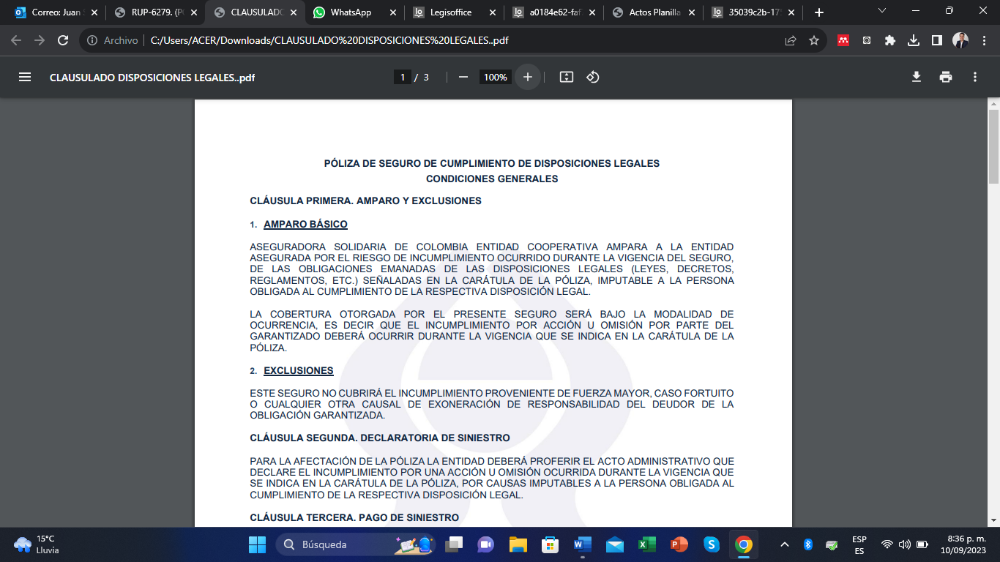 Correo: Juan S
RUP-6279. (P
CLAUSULADO
WhatsApp
Legisoffice
a0184e62-faf
Actos Planilla
35039c2b-17
Archivo
C:/Users/ACER/Downloads/CLAUSULADO%20DISPOSICIONES%20LEGALES..pdf
CLAUSULADO DISPOSICIONES LEGALES..pdf
1 / 3
100%
PÓLIZA DE SEGURO DE CUMPLIMIENTO DE DISPOSICIONES LEGALES
CONDICIONES GENERALES
CLÁUSULA PRIMERA. AMPARO Y EXCLUSIONES
1. AMPARO BÁSICO
ASEGURADORA SOLIDARIA DE COLOMBIA ENTIDAD COOPERATIVA AMPARA A LA ENTIDAD
ASEGURADA POR EL RIESGO DE INCUMPLIMIENTO OCURRIDO DURANTE LA VIGENCIA DEL SEGURO,
DE LAS OBLIGACIONES EMANADAS DE LAS DISPOSICIONES LEGALES (LEYES, DECRETOS,
REGLAMENTOS, ETC.) SEÑALADAS EN LA CARÁTULA DE LA PÓLIZA, IMPUTABLE A LA PERSONA
OBLIGADA AL CUMPLIMIENTO DE LA RESPECTIVA DISPOSICIÓN LEGAL.
LA COBERTURA OTORGADA POR EL PRESENTE SEGURO SERÁ BAJO LA MODALIDAD DE
OCURRENCIA, ES DECIR QUE EL INCUMPLIMIENTO POR ACCIÓN U OMISIÓN POR PARTE DEL
GARANTIZADO DEBERÁ OCURRIR DURANTE LA VIGENCIA QUE SE INDICA EN LA CARÁTULA DE LA
PÓLIZA.
2. EXCLUSIONES
ESTE SEGURO NO CUBRIRÁ EL INCUMPLIMIENTO PROVENIENTE DE FUERZA MAYOR, CASO FORTUITO
O CUALQUIER OTRA CAUSAL DE EXONERACIÓN DE RESPONSABILIDAD DEL DEUDOR DE LA
OBLIGACIÓN GARANTIZADA.
CLÁUSULA SEGUNDA. DECLARATORIA DE SINIESTRO
PARA LA AFECTACIÓN DE LA PÓLIZA LA ENTIDAD DEBERÁ PROFERIR EL ACTO ADMINISTRATIVO QUE
DECLARE EL INCUMPLIMIENTO POR UNA ACCIÓN U OMISIÓN OCURRIDA DURANTE LA VIGENCIA QUE
SE INDICA EN LA CARÁTULA DE LA PÓLIZA, POR CAUSAS IMPUTABLES A LA PERSONA OBLIGADA AL
CUMPLIMIENTO DE LA RESPECTIVA DISPOSICIÓN LEGAL.
CLÁUSULA TERCERA. PAGO DE SINIESTRO
15°C
Lluvia
Búsqueda
ESP
ES
8:36 p. m.
10/09/2023